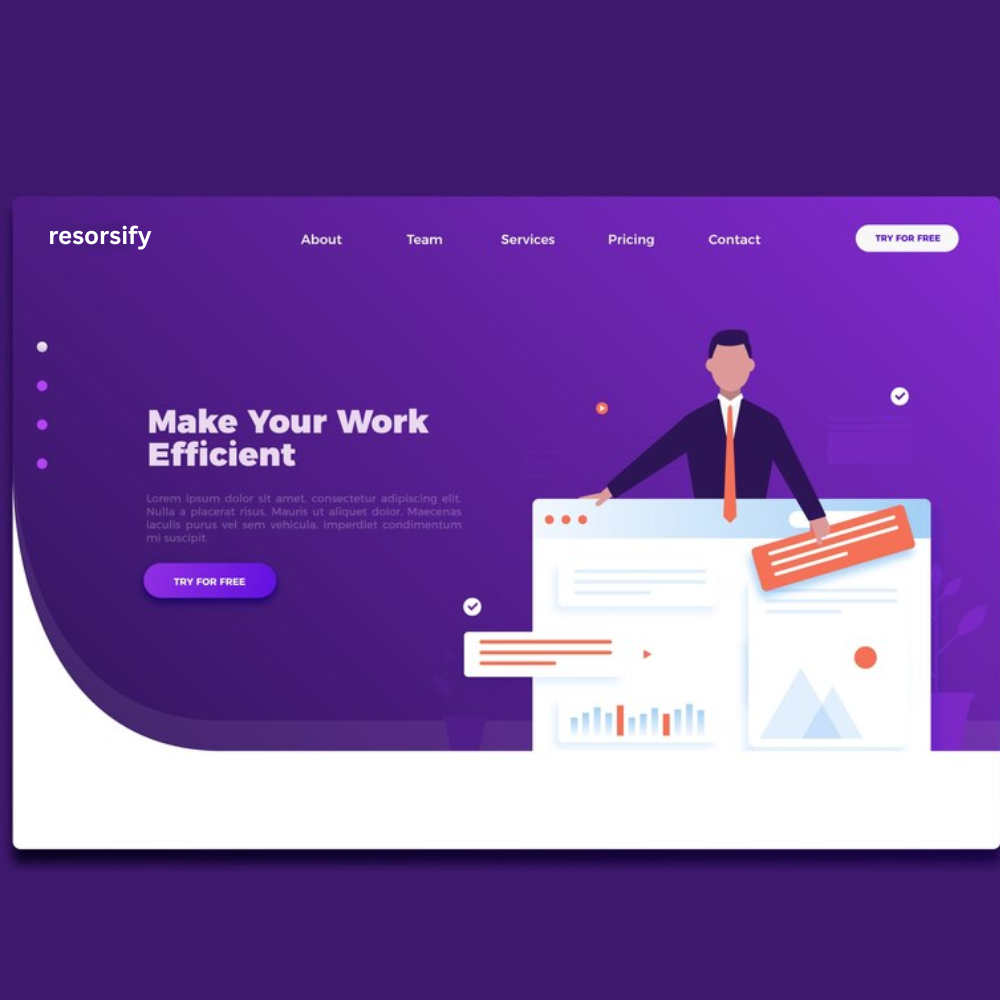 resorsify
About Team Services Pricing Contact TRY FOR FREE
Make Your Work
Efficient
Lorem ipsum dolor sit amet, consectetur adipiscing elit.
Nulla a placerat risus. Mauris ut aliquet dolor. Maecenas
iaculis purus vel sem vehicula, imperdiet condimentum
mi suscipit.
TRY FOR FREE